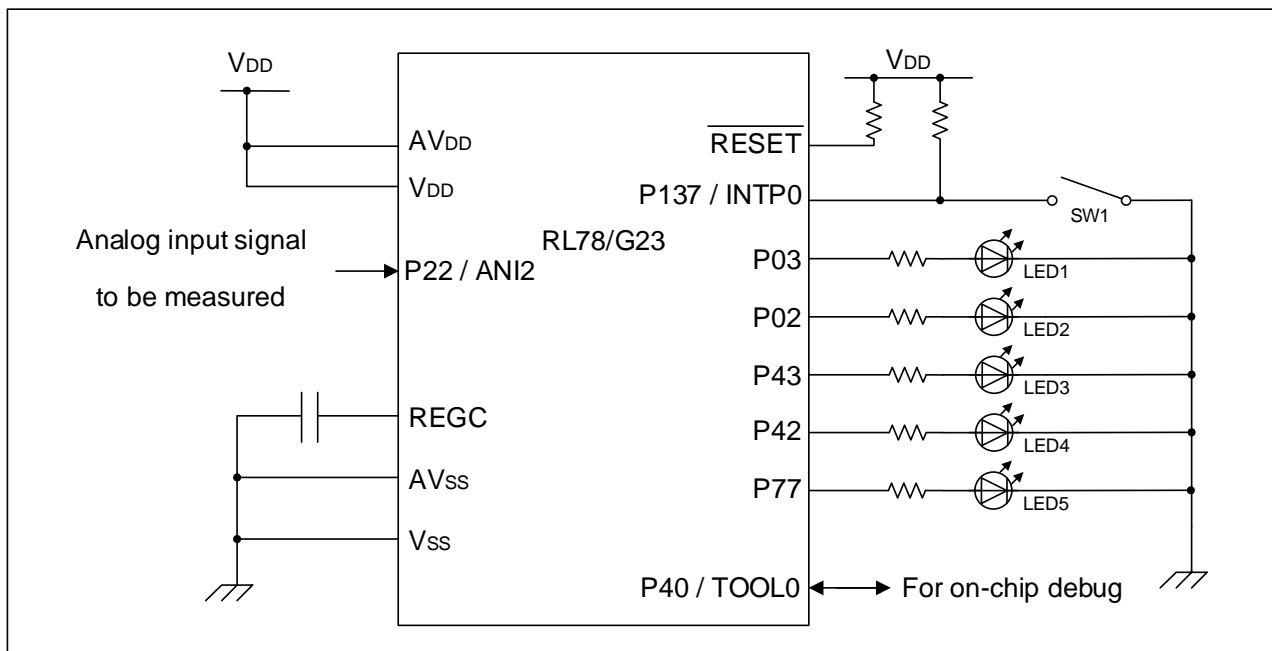 VDD
VDD
AVDD
RESET
VDD
P137 / INTP0
SW1
RL78/G23
Analog input signal
to be measured
P22 / ANI2
P03
LED1
P02
LED2
P43
LED3
REGC
P42
LED4
AVSS
P77
LED5
VSS
P40 / TOOL0
For on-chip debug